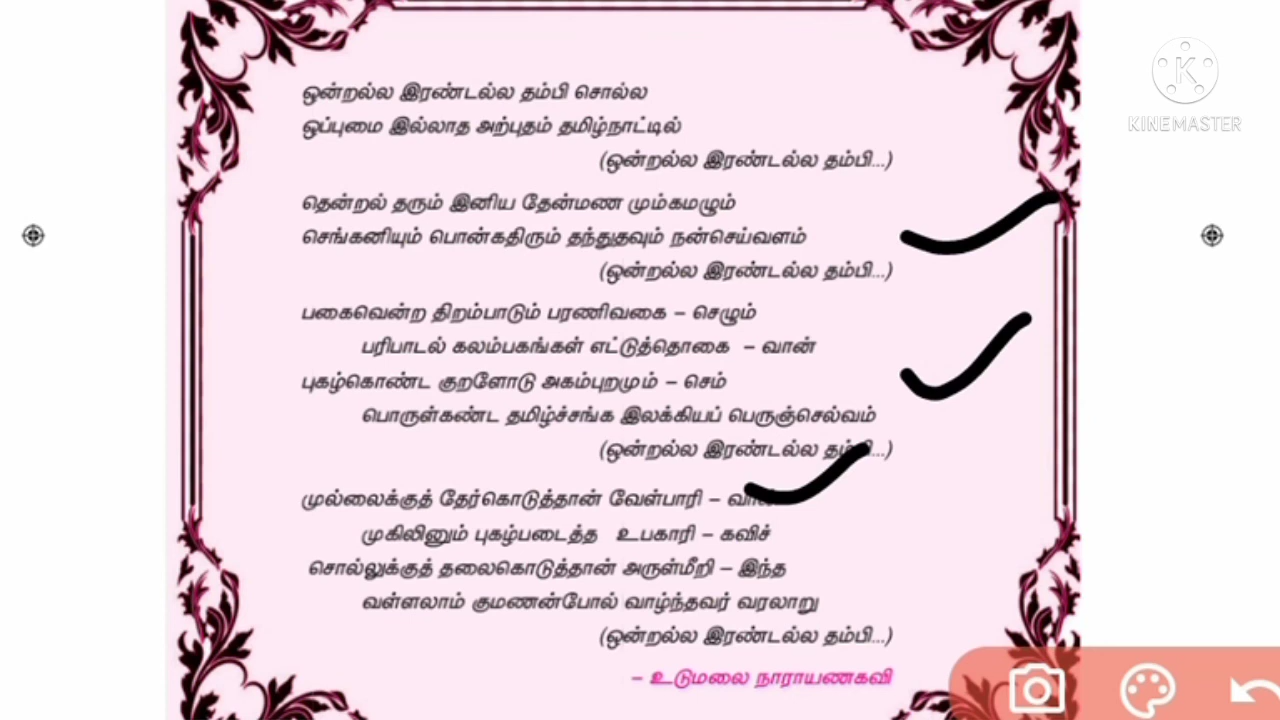 ஒன்றல்ல இரண்டல்ல தம்பி சொல்ல
ஒப்புமை இல்லாத அற்புதம் தமிழ்நாட்டில்
(ஒன்றல்ல இரண்டல்ல தம்பி...)
தென்றல் தரும் இனிய தேன்மண மும்கமழும்
செங்கனியும் பொன்கதிரும் தந்துதவும் நன்செய்வளம்
(ஒன்றல்ல இரண்டல்ல தம்பி...)
பகைவென்ற திறம்பாடும் பரணிவகை – செழும்
பரிபாடல் கலம்பகங்கள் எட்டுத்தொகை – வான்
புகழ்கொண்ட குறளோடு அகம்புறமும் – செம்
பொருள்கண்ட தமிழ்ச்சங்க இலக்கியப் பெருஞ்செல்வம்
(ஒன்றல்ல இரண்டல்ல தம்பி...)
முல்லைக்குத் தேர்கொடுத்தான் வேள்பாரி –
முகிலினும் புகழ்படைத்த உபகாரி – கவிச்
சொல்லுக்குத் தலைகொடுத்தான் அருள்மீறி – இந்த
வள்ளலாம் குமணன்போல் வாழ்ந்தவர் வரலாறு
(ஒன்றல்ல இரண்டல்ல தம்பி...)
– உடுமலை நாராயணகவி
K
KINEMASTER